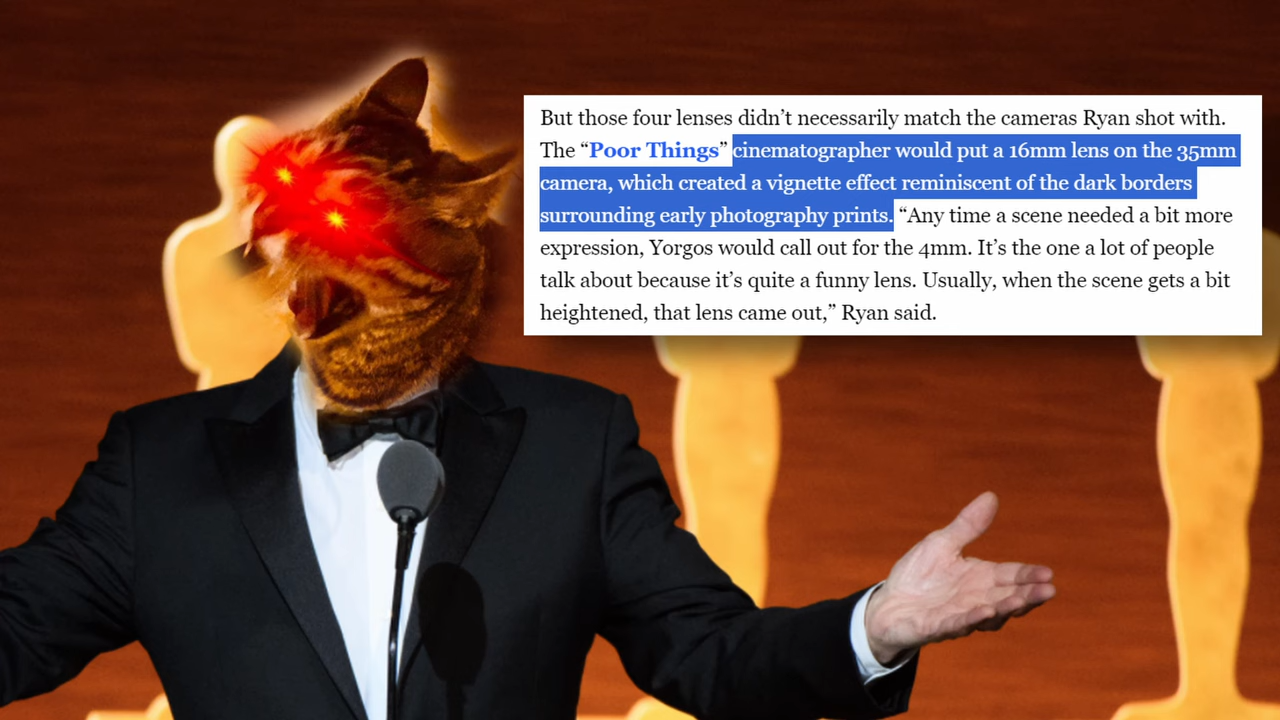 But those four lenses didn’t necessarily match the cameras Ryan shot with.
The “Poor Things” cinematographer would put a 16mm lens on the 35mm
camera, which created a vignette effect reminiscent of the dark borders
surrounding early photography prints. “Any time a scene needed a bit more
expression, Yorgos would call out for the 4mm. It’s the one a lot of people
talk about because it’s quite a funny lens. Usually, when the scene gets a bit
heightened, that lens came out,” Ryan said.